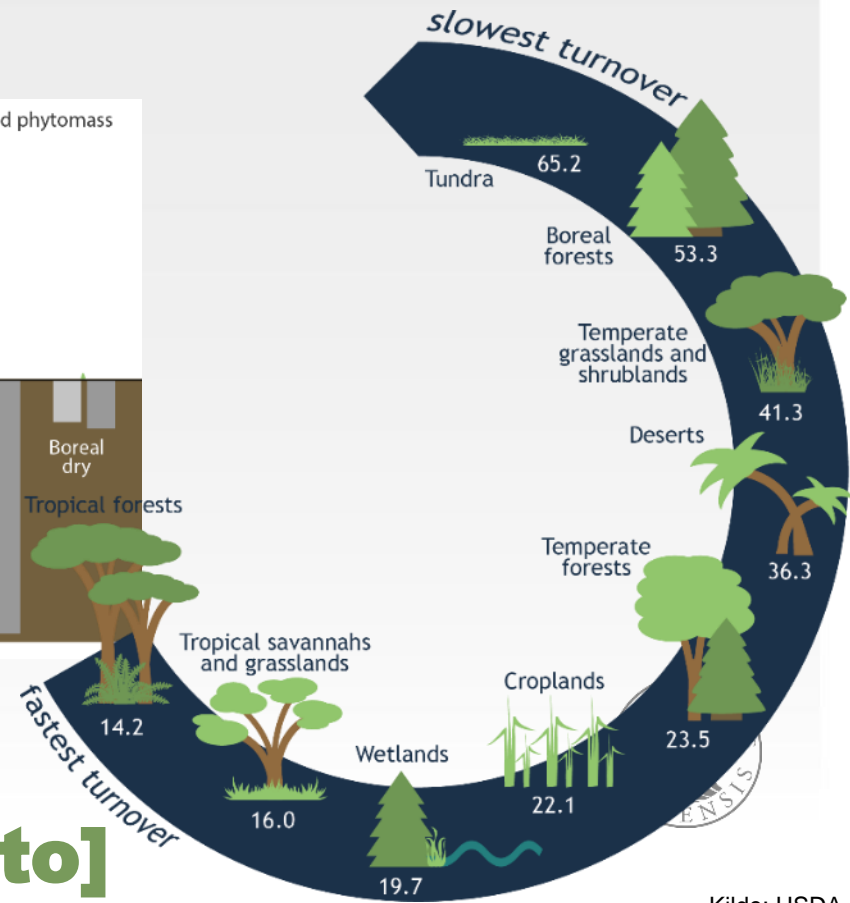 slowest turnover
d phytomass
65.2
Tundra
Boreal
forests
53.3
Temperate
grasslands and
shrublands
41.3
Deserts
Boreal
dry
Tropical forests
Temperate
forests
36.3
Tropical savannahs
and grasslands
Croplands
14.2
23.5
Wetlands
22.1
16.0
fastest turnover
19.7
to]
ENSIS
Kilde: USDA